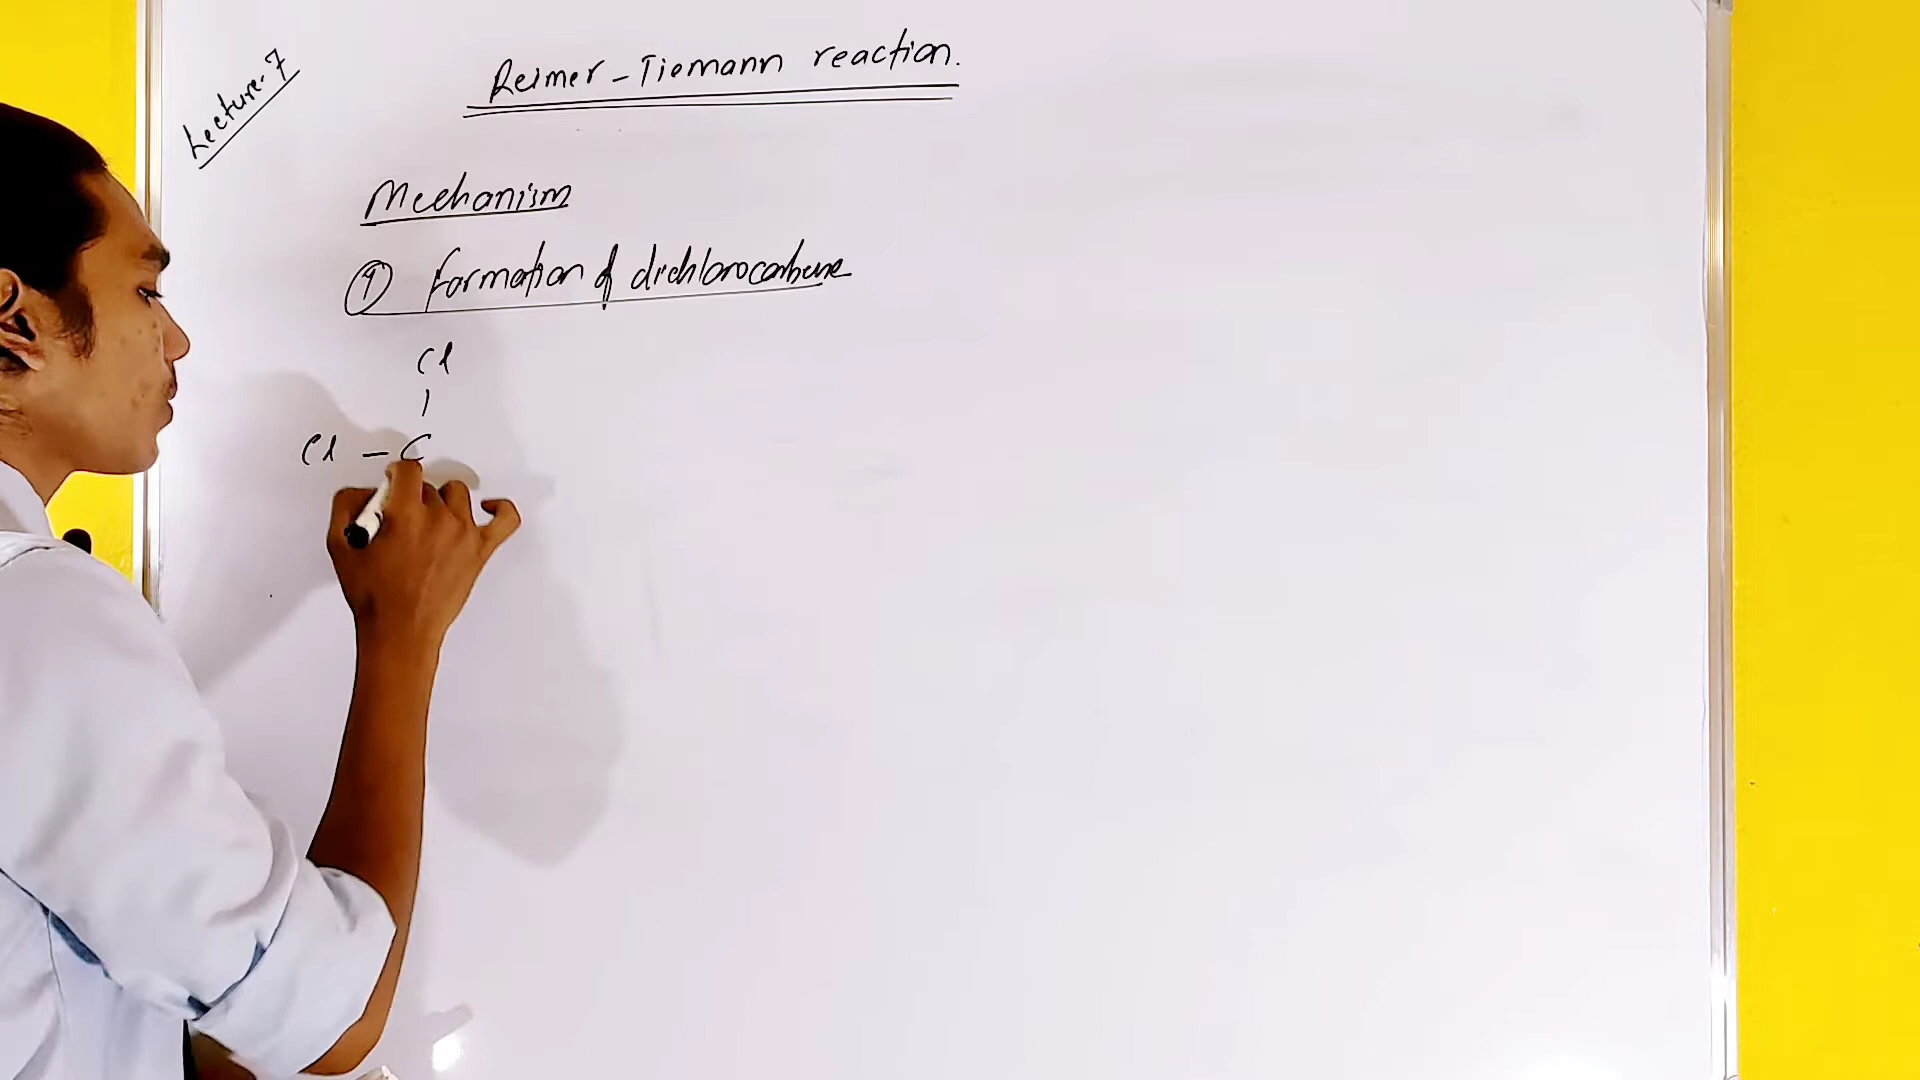 Lecture-7
Reimer-Tiemann reaction.
Mechanism
① Formation of dichlorocarbene
Cl
Cl - C